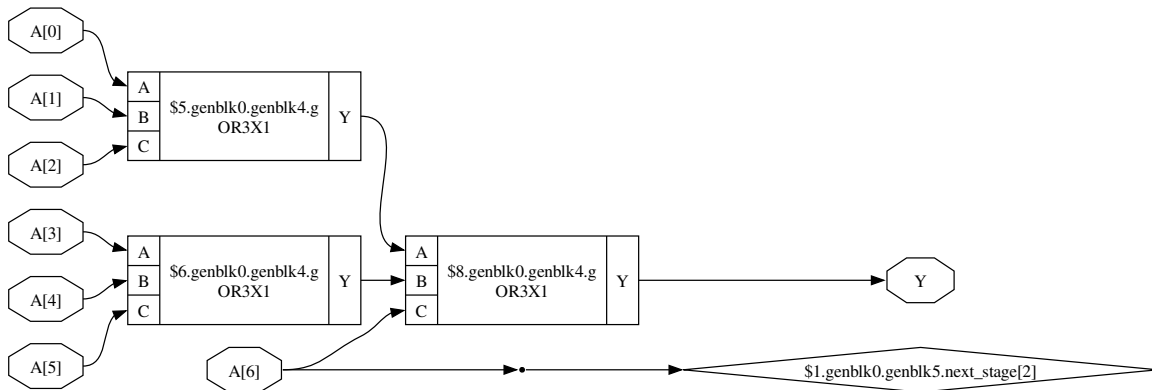 A[0]
A[1]
A[2]
A
B
C
$5.genblk0.genblk4.g
OR3X1
Y
A[3]
A[4]
A[5]
A
B
C
$6.genblk0.genblk4.g
OR3X1
Y
A
B
C
$8.genblk0.genblk4.g
OR3X1
Y
Y
A[6]
$1.genblk0.genblk5.next_stage[2]